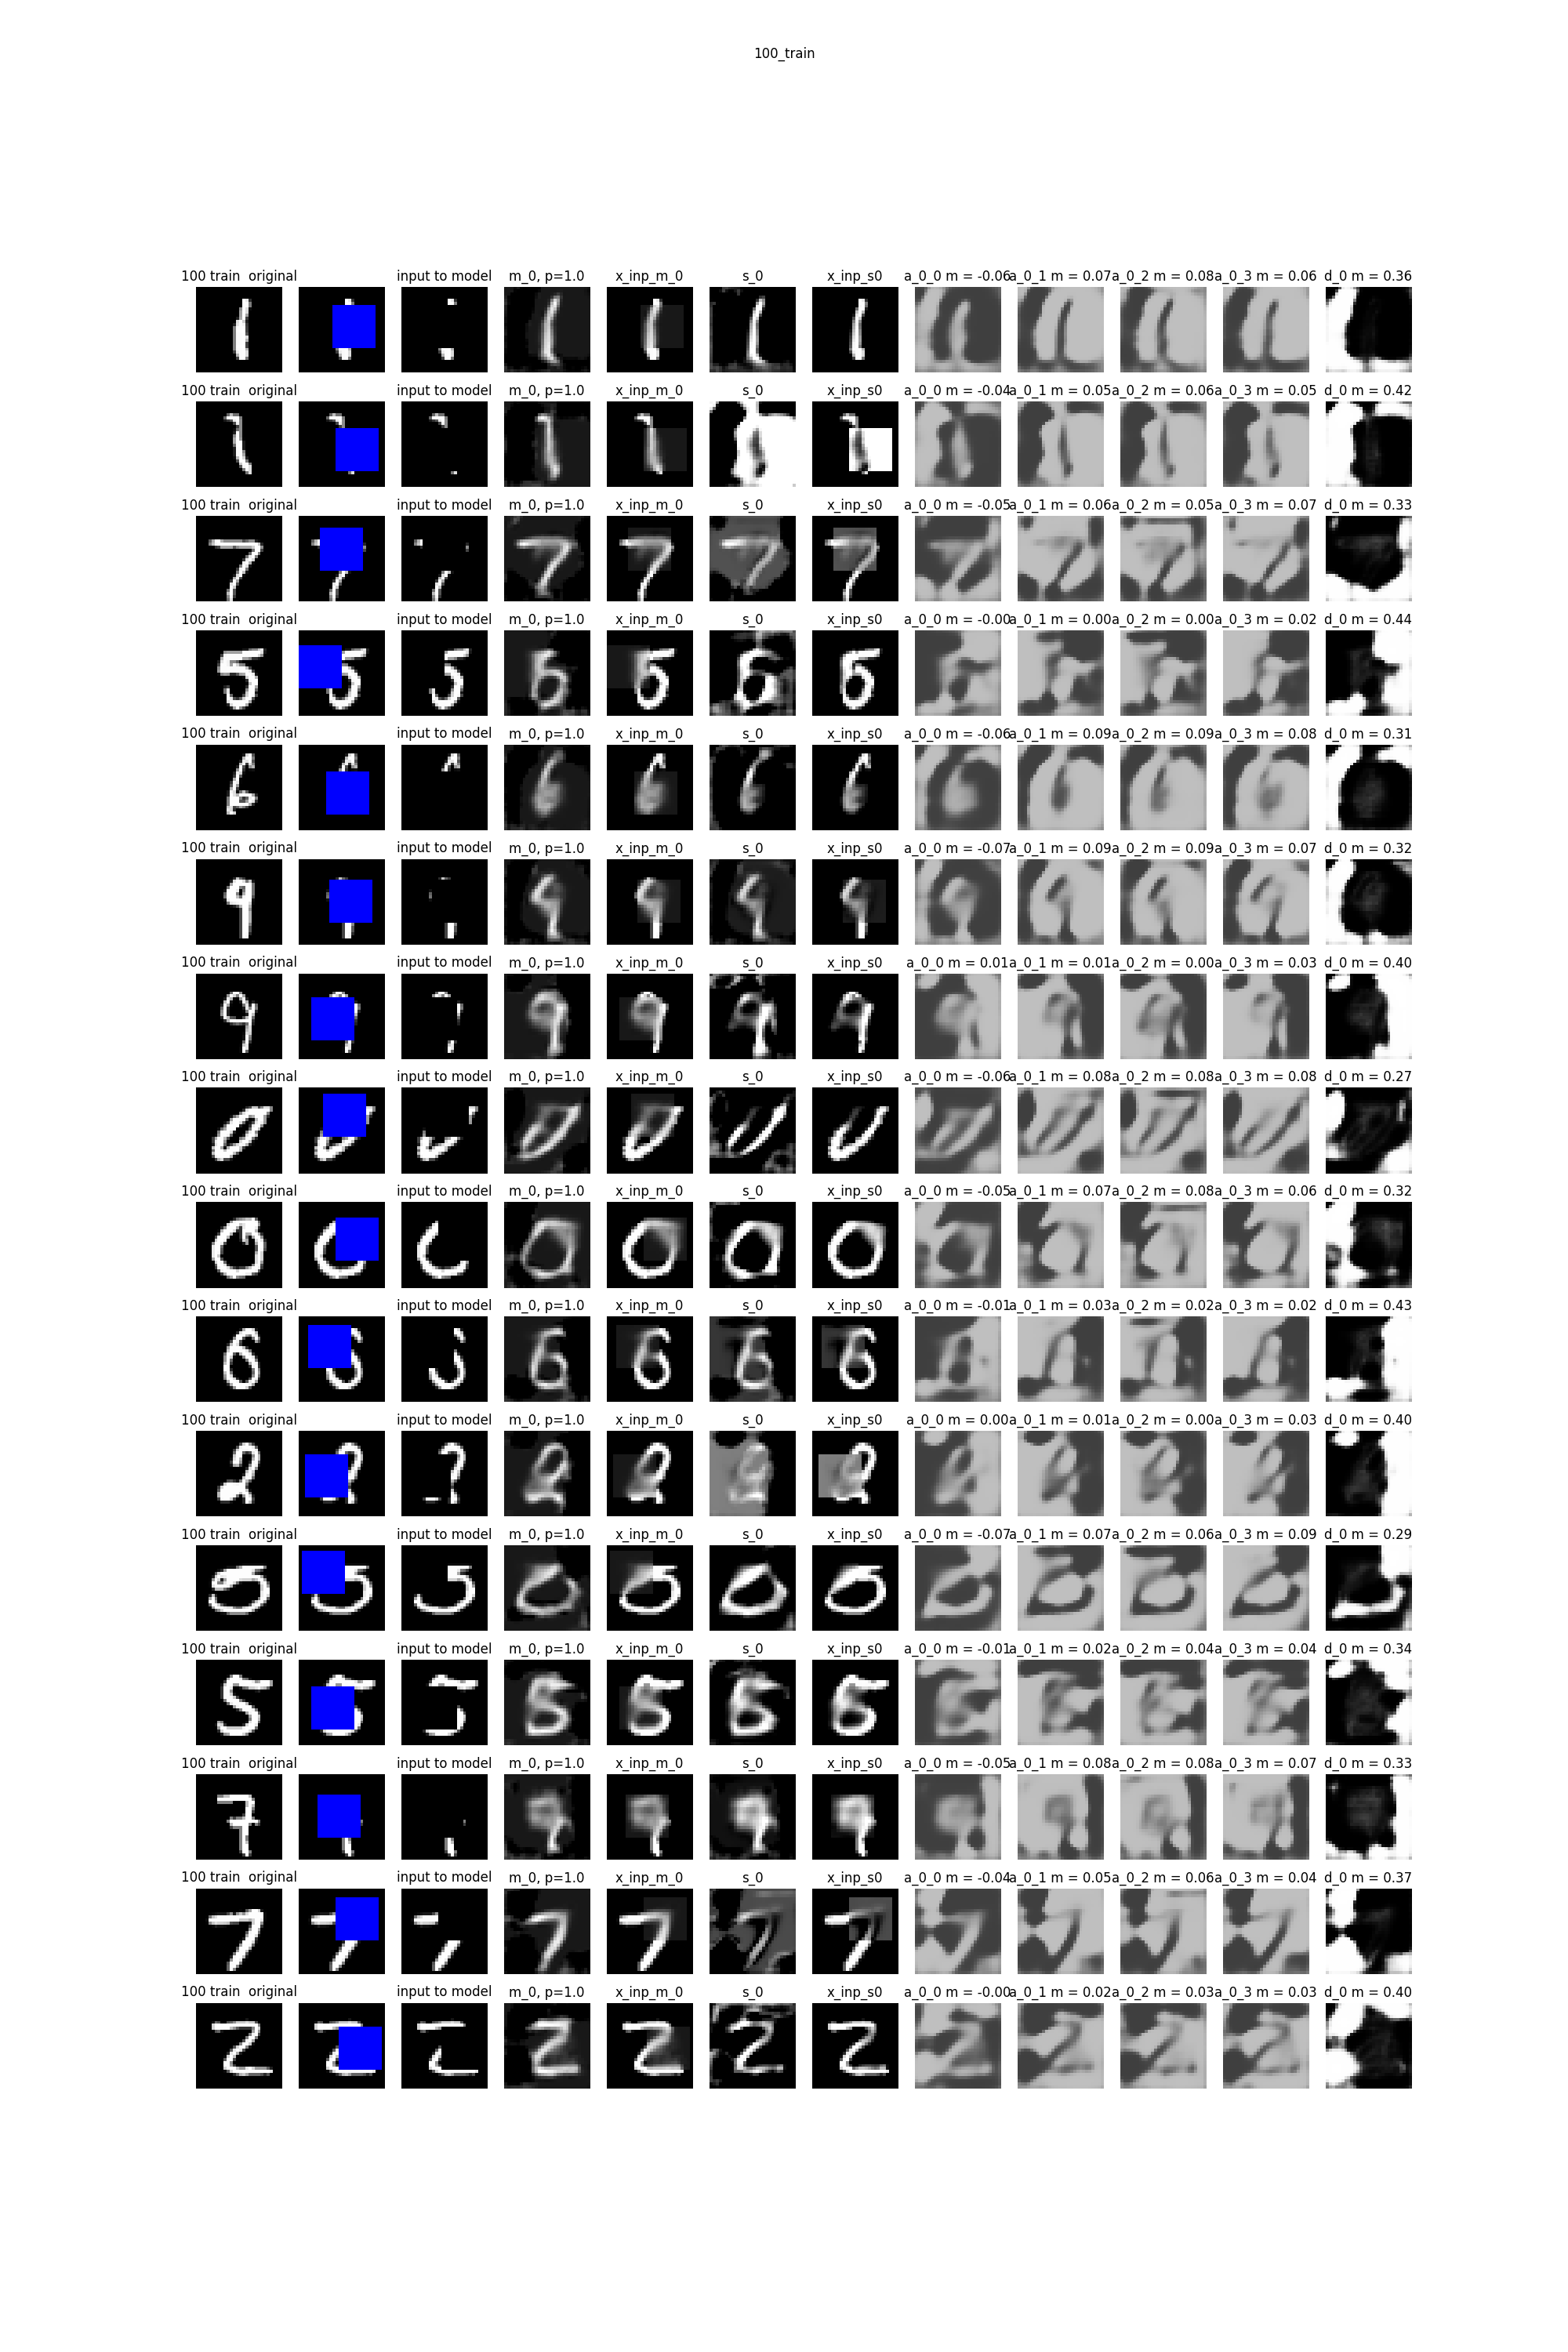 100_train
100 train  original input to model m_0, p=1.0 x_inp_m_0 s_0 x_inp_s0 a_0_0 m = -0.06 a_0_1 m = 0.07 a_0_2 m = 0.08 a_0_3 m = 0.06 d_0 m = 0.36
100 train  original input to model m_0, p=1.0 x_inp_m_0 s_0 x_inp_s0 a_0_0 m = -0.04 a_0_1 m = 0.05 a_0_2 m = 0.06 a_0_3 m = 0.05 d_0 m = 0.42
100 train  original input to model m_0, p=1.0 x_inp_m_0 s_0 x_inp_s0 a_0_0 m = -0.05 a_0_1 m = 0.06 a_0_2 m = 0.05 a_0_3 m = 0.07 d_0 m = 0.33
100 train  original input to model m_0, p=1.0 x_inp_m_0 s_0 x_inp_s0 a_0_0 m = -0.00 a_0_1 m = 0.00 a_0_2 m = 0.00 a_0_3 m = 0.02 d_0 m = 0.44
100 train  original input to model m_0, p=1.0 x_inp_m_0 s_0 x_inp_s0 a_0_0 m = -0.06 a_0_1 m = 0.09 a_0_2 m = 0.09 a_0_3 m = 0.08 d_0 m = 0.31
100 train  original input to model m_0, p=1.0 x_inp_m_0 s_0 x_inp_s0 a_0_0 m = -0.07 a_0_1 m = 0.09 a_0_2 m = 0.09 a_0_3 m = 0.07 d_0 m = 0.32
100 train  original input to model m_0, p=1.0 x_inp_m_0 s_0 x_inp_s0 a_0_0 m = 0.01 a_0_1 m = 0.01 a_0_2 m = 0.00 a_0_3 m = 0.03 d_0 m = 0.40
100 train  original input to model m_0, p=1.0 x_inp_m_0 s_0 x_inp_s0 a_0_0 m = -0.06 a_0_1 m = 0.08 a_0_2 m = 0.08 a_0_3 m = 0.08 d_0 m = 0.27
100 train  original input to model m_0, p=1.0 x_inp_m_0 s_0 x_inp_s0 a_0_0 m = -0.05 a_0_1 m = 0.07 a_0_2 m = 0.08 a_0_3 m = 0.06 d_0 m = 0.32
100 train  original input to model m_0, p=1.0 x_inp_m_0 s_0 x_inp_s0 a_0_0 m = -0.01 a_0_1 m = 0.03 a_0_2 m = 0.02 a_0_3 m = 0.02 d_0 m = 0.43
100 train  original input to model m_0, p=1.0 x_inp_m_0 s_0 x_inp_s0 a_0_0 m = 0.00 a_0_1 m = 0.01 a_0_2 m = 0.00 a_0_3 m = 0.03 d_0 m = 0.40
100 train  original input to model m_0, p=1.0 x_inp_m_0 s_0 x_inp_s0 a_0_0 m = -0.07 a_0_1 m = 0.07 a_0_2 m = 0.06 a_0_3 m = 0.09 d_0 m = 0.29
100 train  original input to model m_0, p=1.0 x_inp_m_0 s_0 x_inp_s0 a_0_0 m = -0.01 a_0_1 m = 0.02 a_0_2 m = 0.04 a_0_3 m = 0.04 d_0 m = 0.34
100 train  original input to model m_0, p=1.0 x_inp_m_0 s_0 x_inp_s0 a_0_0 m = -0.05 a_0_1 m = 0.08 a_0_2 m = 0.08 a_0_3 m = 0.07 d_0 m = 0.33
100 train  original input to model m_0, p=1.0 x_inp_m_0 s_0 x_inp_s0 a_0_0 m = -0.04 a_0_1 m = 0.05 a_0_2 m = 0.06 a_0_3 m = 0.04 d_0 m = 0.37
100 train  original input to model m_0, p=1.0 x_inp_m_0 s_0 x_inp_s0 a_0_0 m = -0.00 a_0_1 m = 0.02 a_0_2 m = 0.03 a_0_3 m = 0.03 d_0 m = 0.40